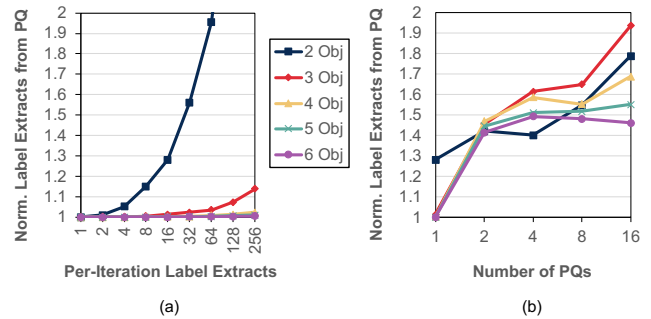 (a)
2
1.9
1.8
1.7
1.6
1.5
1.4
1.3
1.2
1.1
1
Norm. Label Extracts from PQ
1 2 4 8 16 32 64 128 256
Per-Iteration Label Extracts
2 Obj
3 Obj
4 Obj
5 Obj
6 Obj
(b)
2
1.9
1.8
1.7
1.6
1.5
1.4
1.3
1.2
1.1
1
Norm. Label Extracts from PQ
1 2 4 8 16
Number of PQs
(a)
(b)